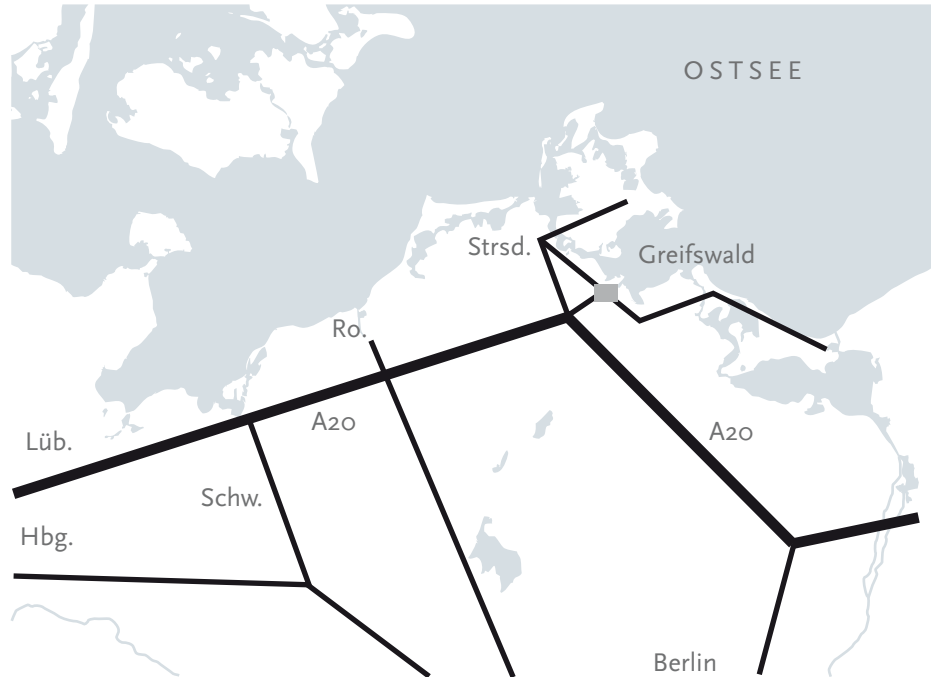 OSTSEE
Strsd.
Greifswald
Ro.
A20
A20
Lüb.
Schw.
Hbg.
Berlin